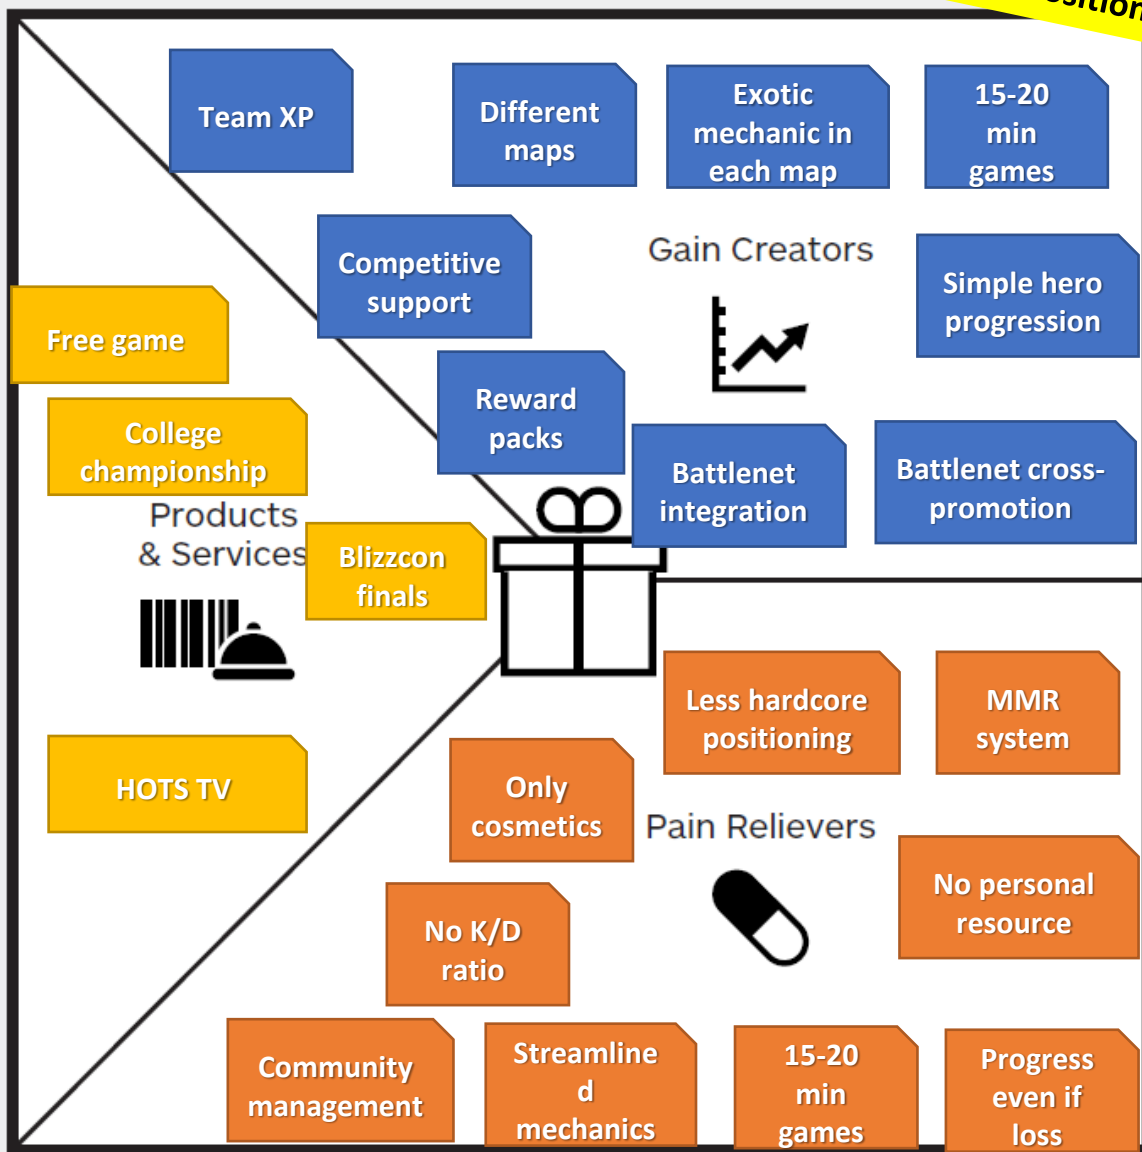 Team XP
Different
maps
Exotic
mechanic in
each map
15-20
min
games
Competitive
support
Gain Creators
Simple hero
progression
Free game
Reward
packs
College
championship
Battlenet
integration
Battlenet cross-
promotion
Products
& Services
Blizzcon
finals
Less hardcore
positioning
MMR
system
HOTS TV
Only
cosmetics
Pain Relievers
No personal
resource
No K/D
ratio
Community
management
Streamline
d
mechanics
15-20
min
games
Progress
even if
loss